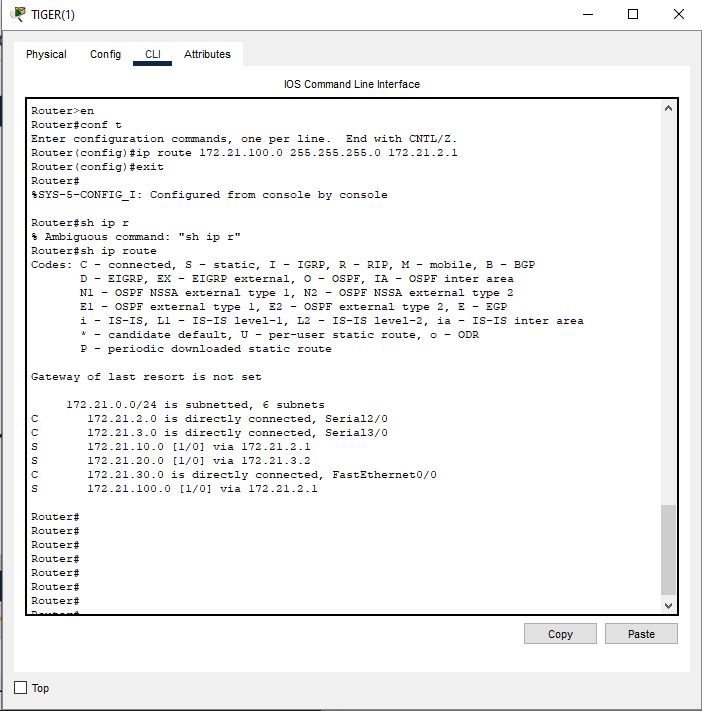 TIGER(1)
Physical Config CLI Attributes
IOS Command Line Interface
Router>en
Router#conf t
Enter configuration commands, one per line.  End with CNTL/Z.
Router(config)#ip route 172.21.100.0 255.255.255.0 172.21.2.1
Router(config)#exit
Router#
%SYS-5-CONFIG_I: Configured from console by console
Router#sh ip r
% Ambiguous command: "sh ip r"
Router#sh ip route
Codes: C - connected, S - static, I - IGRP, R - RIP, M - mobile, B - BGP
       D - EIGRP, EX - EIGRP external, O - OSPF, IA - OSPF inter area
       N1 - OSPF NSSA external type 1, N2 - OSPF NSSA external type 2
       E1 - OSPF external type 1, E2 - OSPF external type 2, E - EGP
       i - IS-IS, L1 - IS-IS level-1, L2 - IS-IS level-2, ia - IS-IS inter area
       * - candidate default, U - per-user static route, o - ODR
       P - periodic downloaded static route
Gateway of last resort is not set
     172.21.0.0/24 is subnetted, 6 subnets
C       172.21.2.0 is directly connected, Serial2/0
C       172.21.3.0 is directly connected, Serial3/0
S       172.21.10.0 [1/0] via 172.21.2.1
S       172.21.20.0 [1/0] via 172.21.3.2
C       172.21.30.0 is directly connected, FastEthernet0/0
S       172.21.100.0 [1/0] via 172.21.2.1
Router#
Router#
Router#
Router#
Router#
Router#
Router#
Router#
Copy Paste
Top